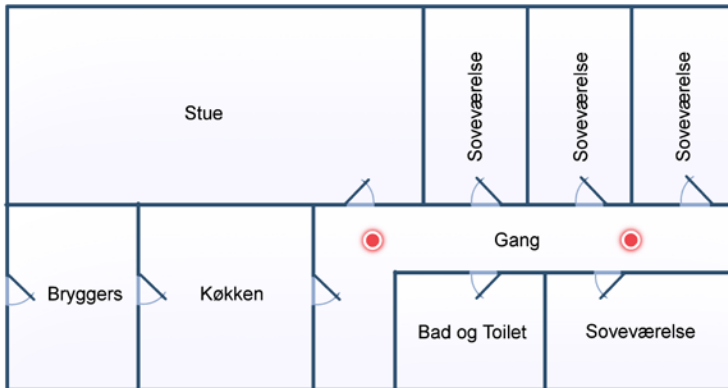 Stue
Soveværelse
Soveværelse
Soveværelse
Gang
Bryggers
Køkken
Bad og Toilet
Soveværelse